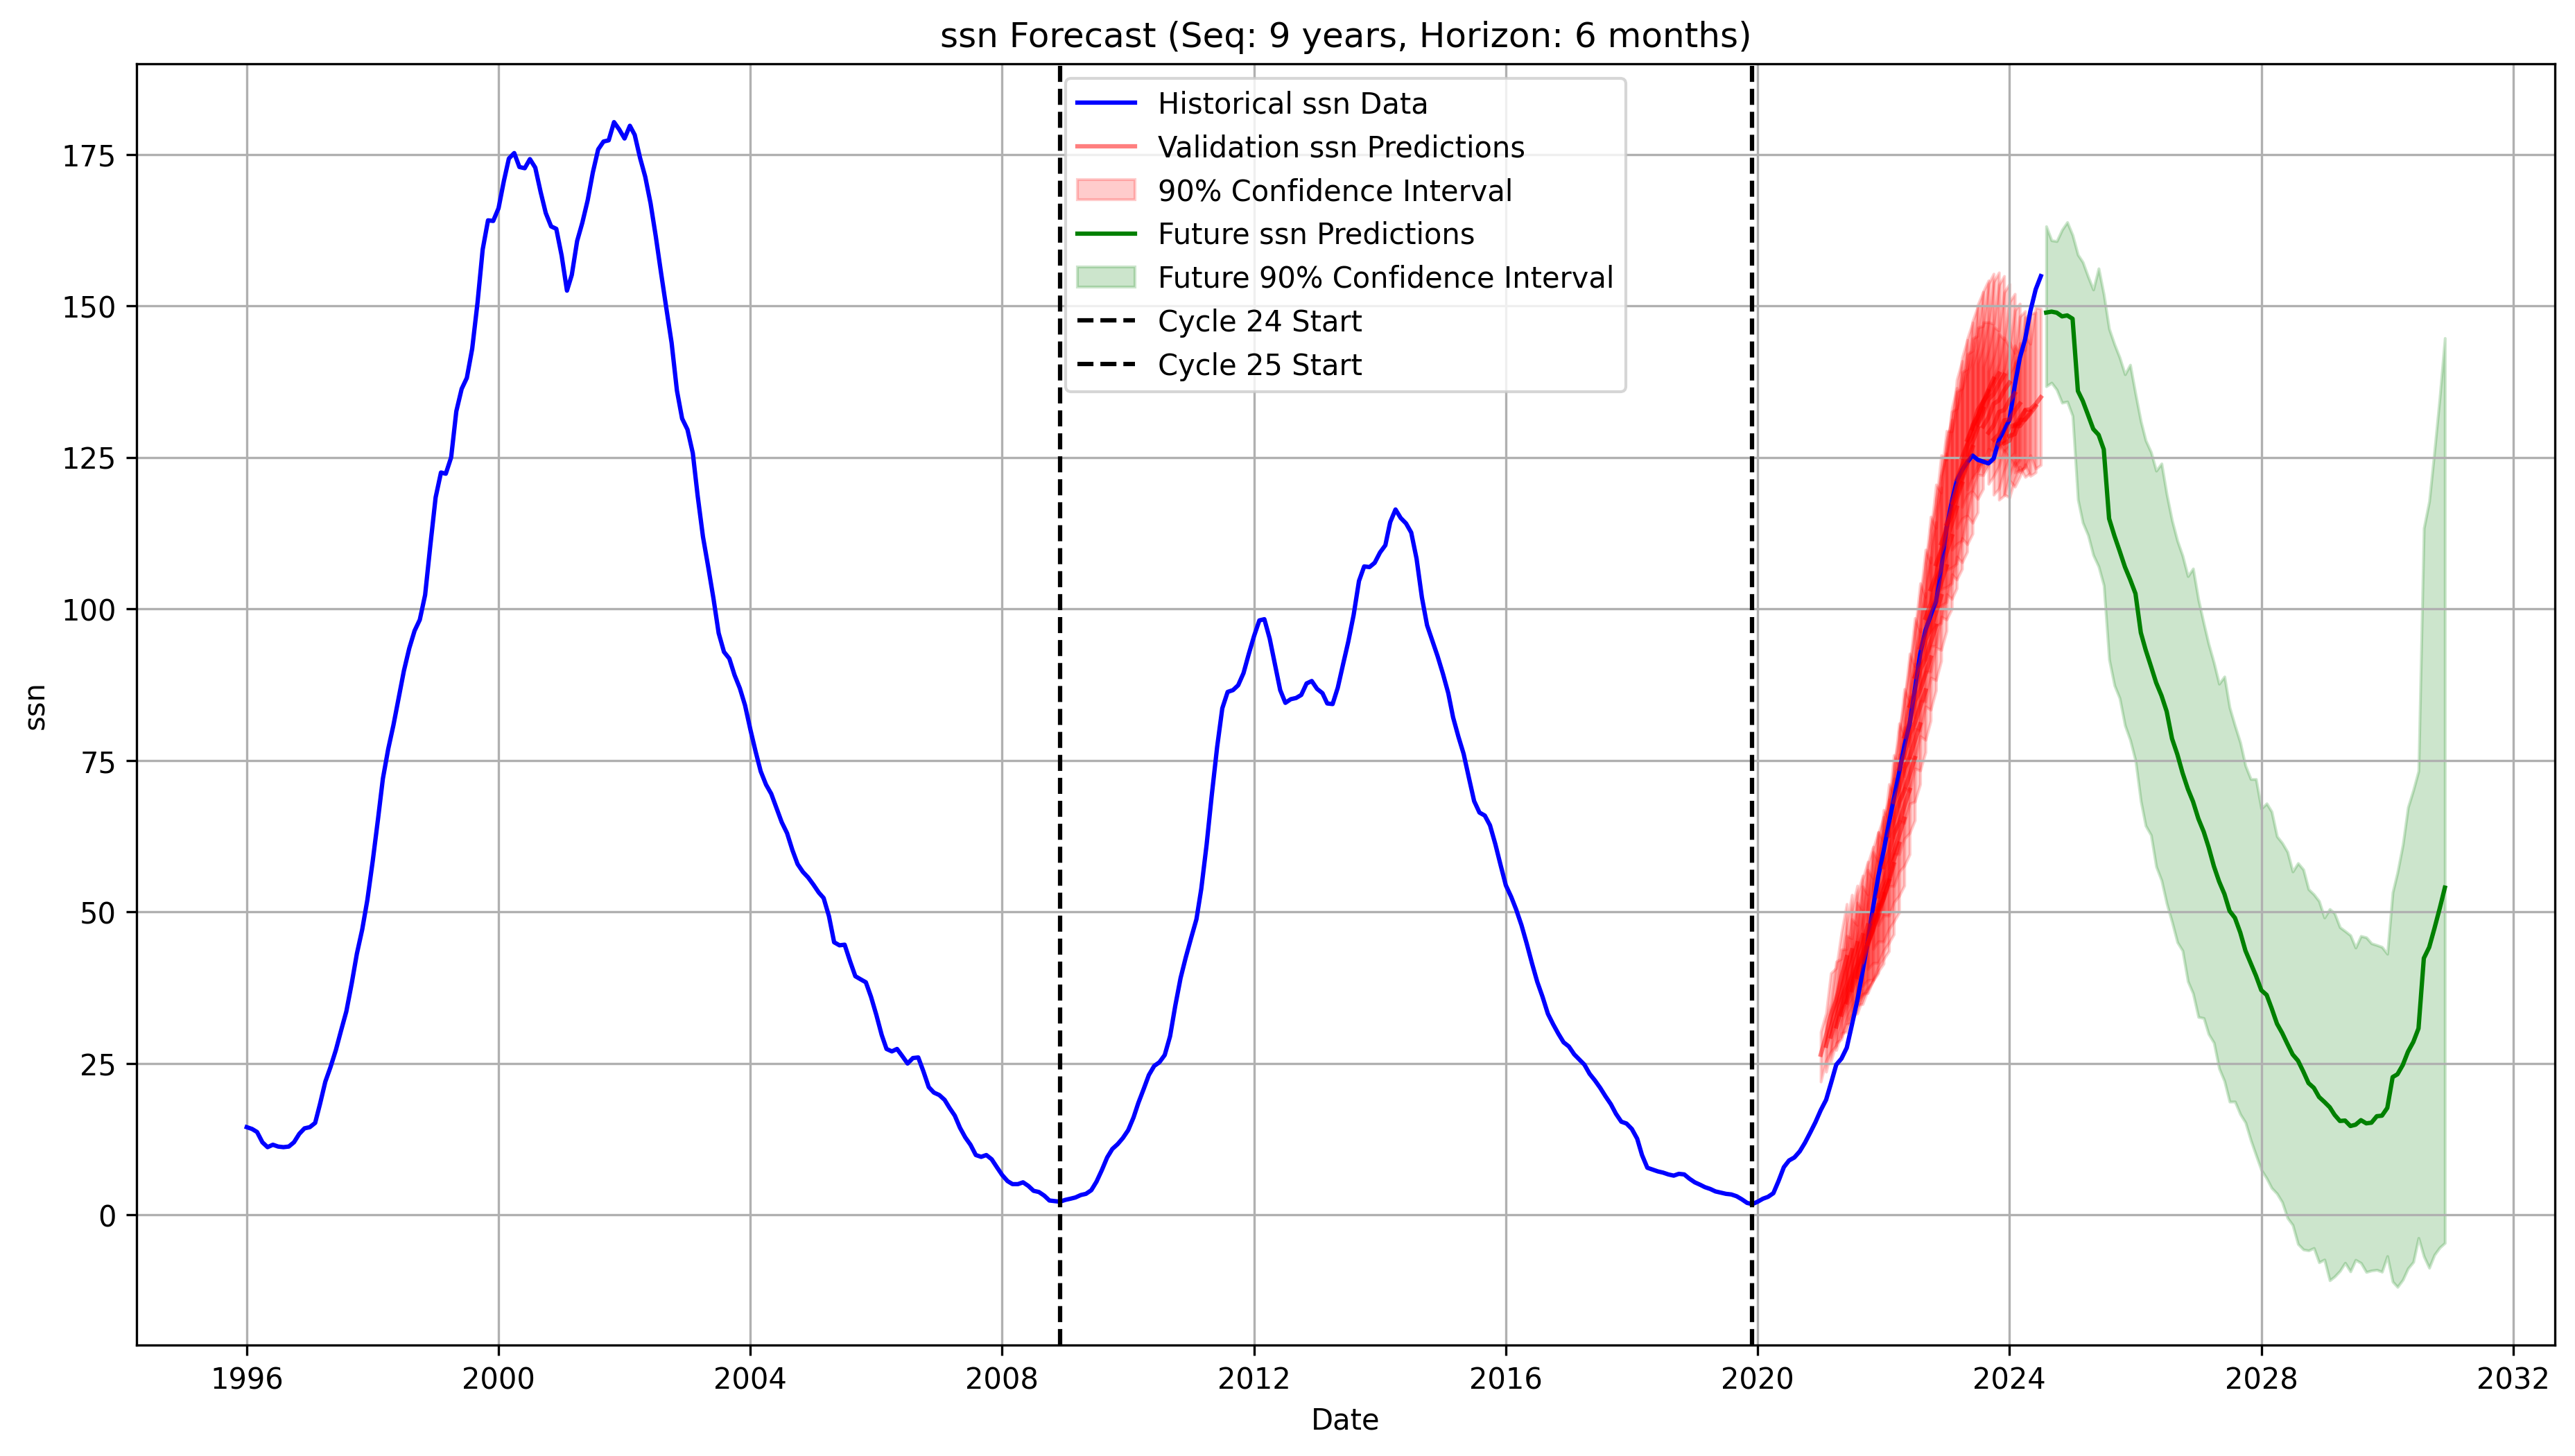 ssn Forecast (Seq: 9 years, Horizon: 6 months)
Historical ssn Data
Validation ssn Predictions
90% Confidence Interval
Future ssn Predictions
Future 90% Confidence Interval
Cycle 24 Start
Cycle 25 Start
175
150
125
100
75
50
25
0
ssn
1996 2000 2004 2008 2012 2016 2020 2024 2028 2032
Date